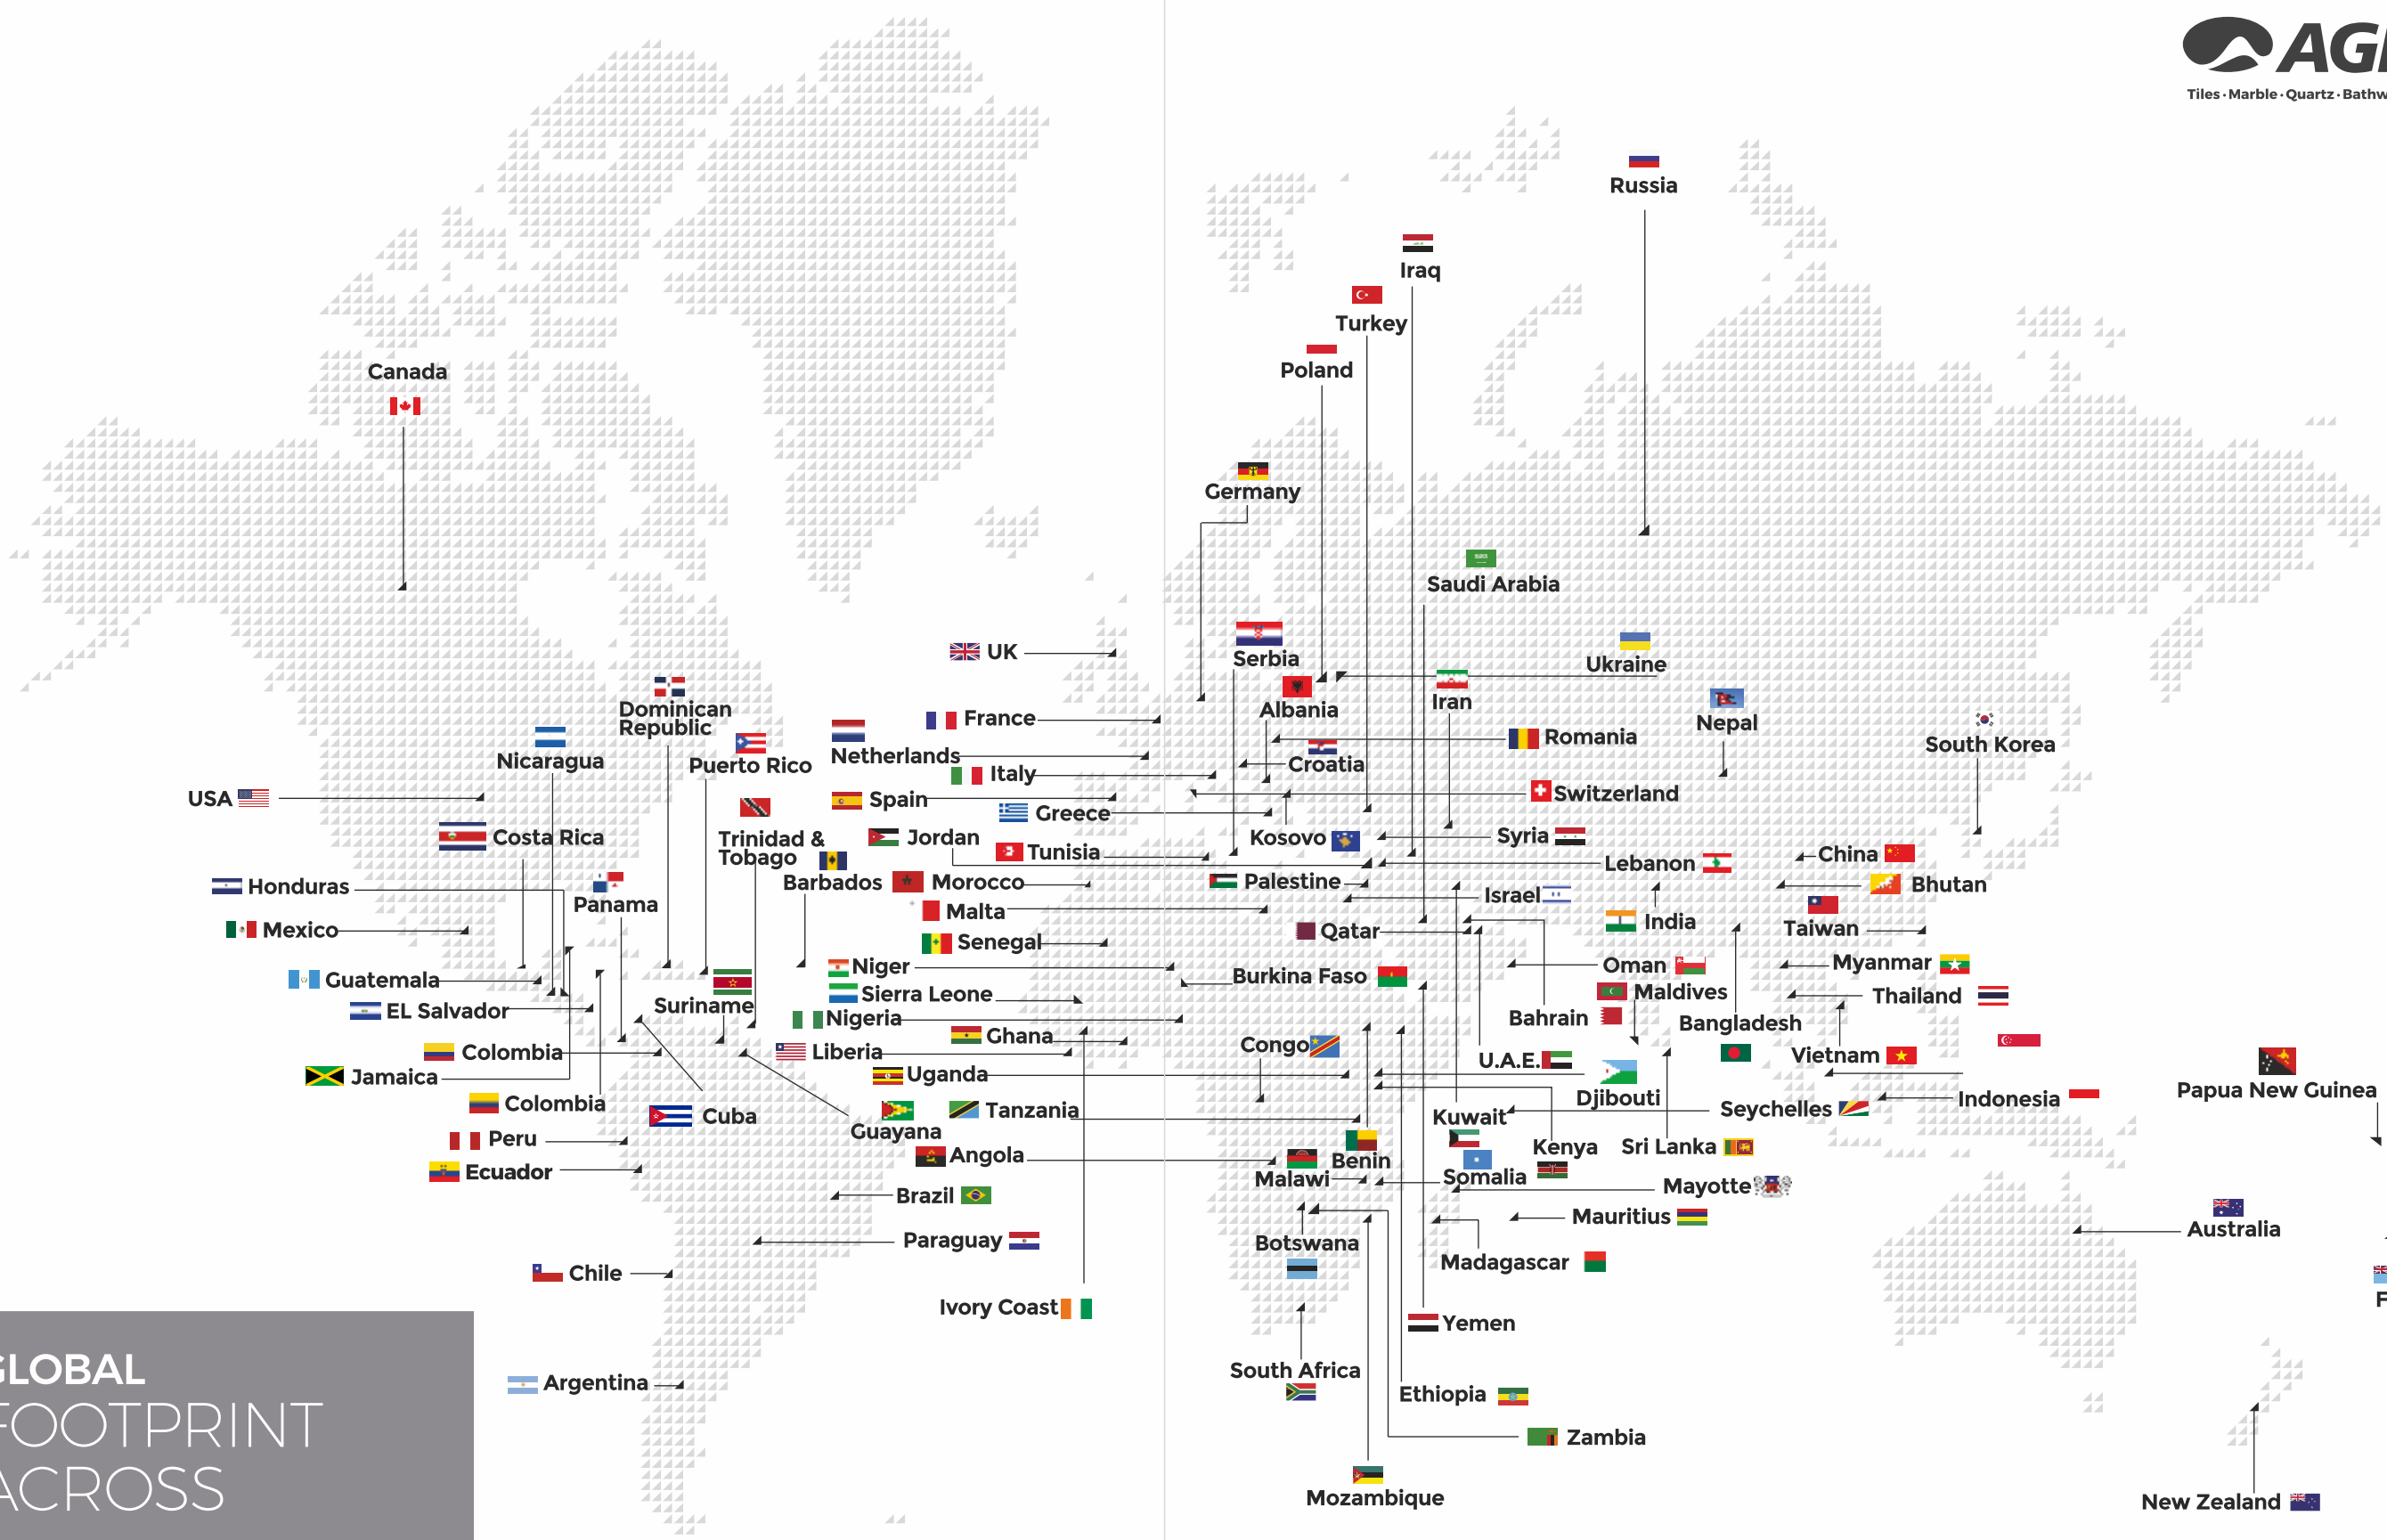 AGL
Tiles · Marble · Quartz · Bathw
Russia
Iraq
Turkey
Poland
Canada
Germany
Saudi Arabia
UK
Serbia
Ukraine
Albania
Iran
Dominican
Republic
France
Nepal
Romania
South Korea
Netherlands
Nicaragua
Puerto Rico
Croatia
Italy
Switzerland
USA
Spain
Greece
Costa Rica
Trinidad &
Tobago
Jordan
Kosovo
Syria
Tunisia
China
Lebanon
Honduras
Barbados
Morocco
Palestine
Bhutan
Israel
Panama
Malta
India
Mexico
Qatar
Taiwan
Senegal
Niger
Oman
Myanmar
Guatemala
Burkina Faso
Suriname
Sierra Leone
Maldives
Thailand
EL Salvador
Nigeria
Bahrain
Bangladesh
Ghana
Congo
Colombia
Liberia
U.A.E.
Vietnam
Jamaica
Uganda
Djibouti
Papua New Guinea
Colombia
Cuba
Tanzania
Kuwait
Seychelles
Indonesia
Guayana
Peru
Kenya
Sri Lanka
Angola
Benin
Ecuador
Malawi
Somalia
Mayotte
Brazil
Mauritius
Paraguay
Botswana
Australia
Madagascar
Chile
Ivory Coast
F
Yemen
South Africa
Argentina
Ethiopia
Zambia
Mozambique
New Zealand
GLOBAL
FOOTPRINT
ACROSS